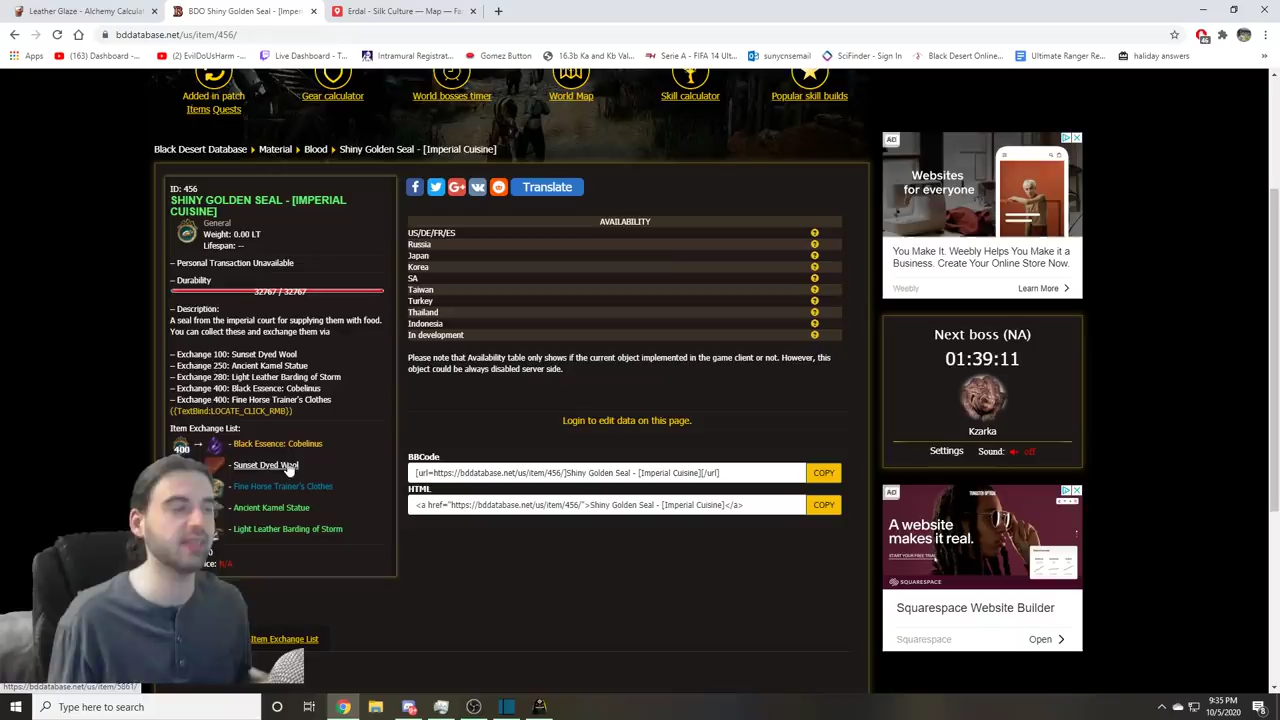 Leather Glaze - Alchemy Calculat
BDO Shiny Golden Seal - [Imperi
Erdal - Silk Culture — Map — Fa
bddatabase.net/us/item/456/
Apps
(163) Dashboard -...
(2) EvilDoUsHarm -...
Live Dashboard - T...
Intramural Registrat...
Gomez Button
16.3b Ka and Kb Val...
Serie A - FIFA 14 Ult...
sunycnsemail
SciFinder - Sign In
Black Desert Online...
Ultimate Ranger Re...
haliday answers
Added in patch
Items Quests
Gear calculator
World bosses timer
World Map
Skill calculator
Popular skill builds
Black Desert Database
Material
Blood
Shiny Golden Seal - [Imperial Cuisine]
ID: 456
SHINY GOLDEN SEAL - [IMPERIAL
CUISINE]
General
Weight: 0.00 LT
Lifespan: --
– Personal Transaction Unavailable
– Durability
32767 / 32767
– Description:
A seal from the imperial court for supplying them with food.
You can collect these and exchange them via
– Exchange 100: Sunset Dyed Wool
– Exchange 250: Ancient Kamel Statue
– Exchange 280: Light Leather Barding of Storm
– Exchange 400: Black Essence: Cobelinus
– Exchange 400: Fine Horse Trainer's Clothes
({TextBind:LOCATE_CLICK_RMB})
Item Exchange List:
400
- Black Essence: Cobelinus
- Sunset Dyed Wool
- Fine Horse Trainer's Clothes
- Ancient Kamel Statue
- Light Leather Barding of Storm
N/A
Item Exchange List
Translate
AVAILABILITY
US/DE/FR/ES
Russia
Japan
Korea
SA
Taiwan
Turkey
Thailand
Indonesia
In development
Please note that Availability table only shows if the current object implemented in the game client or not. However, this
object could be always disabled server side.
Login to edit data on this page.
BBCode
[url=https://bddatabase.net/us/item/456/]Shiny Golden Seal - [Imperial Cuisine][/url]
COPY
HTML
<a href="https://bddatabase.net/us/item/456/">Shiny Golden Seal - [Imperial Cuisine]</a>
COPY
AD
Websites
for everyone
You Make It. Weebly Helps You Make it a
Business. Create Your Online Store Now.
Weebly
Learn More
Next boss (NA)
01:39:11
Kzarka
Settings
Sound:
off
AD
A website
makes it real.
Squarespace Website Builder
Squarespace
Open
https://bddatabase.net/us/item/5861/
Type here to search
9:35 PM
10/5/2020